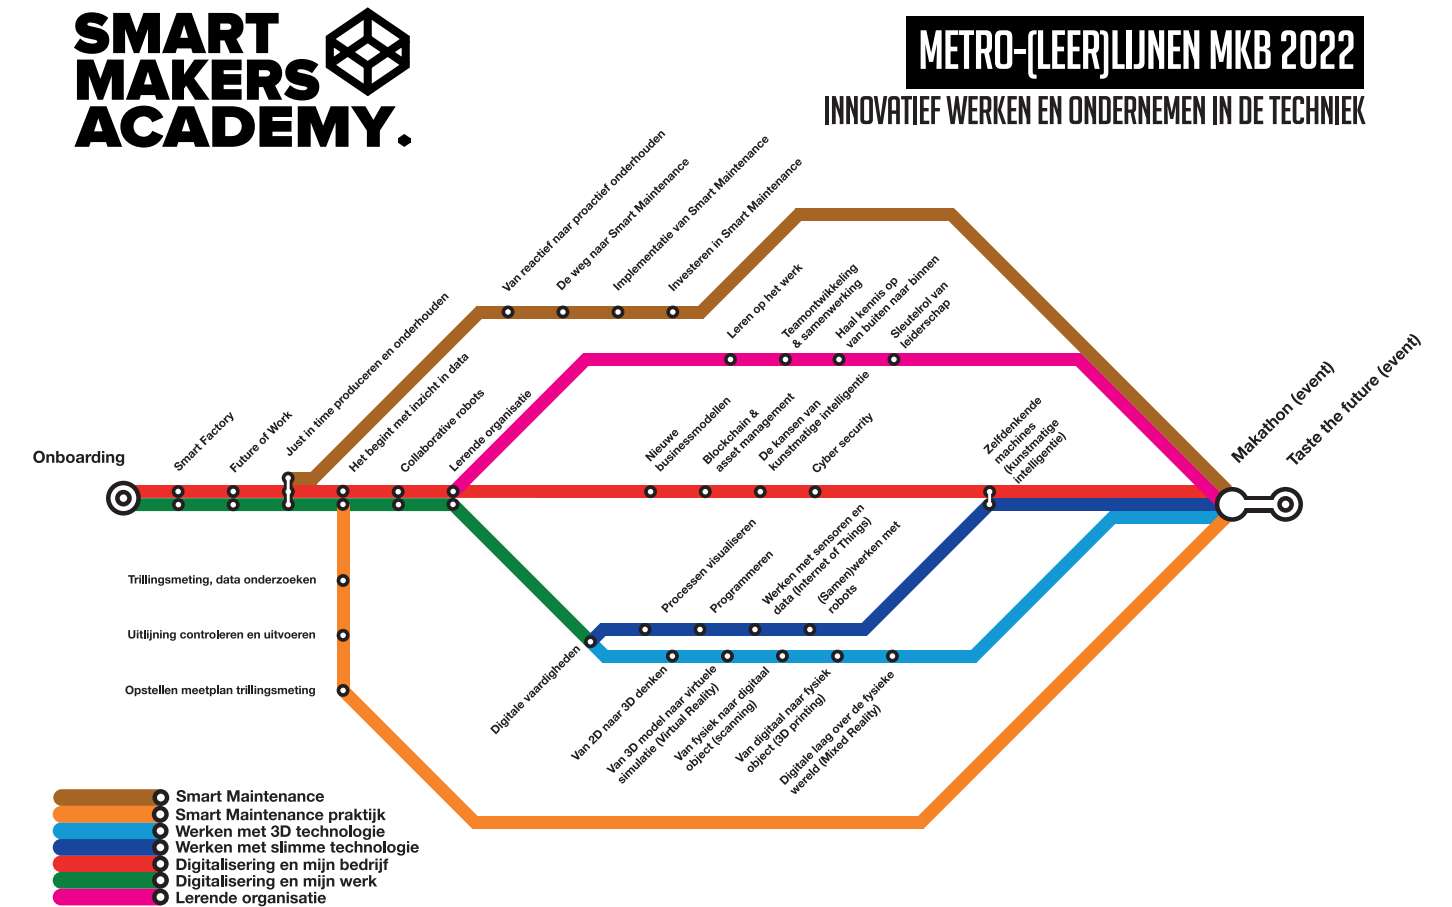 SMART
MAKERS
ACADEMY.
METRO-(LEER)LIJNEN MKB 2022
INNOVATIEF WERKEN EN ONDERNEMEN IN DE TECHNIEK
Onboarding
Smart Factory
Future of Work
Just in time produceren en onderhouden
Het begint met inzicht in data
Collaborative robots
Lerende organisatie
Van reactief naar proactief onderhouden
De weg naar Smart Maintenance
Implementatie van Smart Maintenance
Investeren in Smart Maintenance
Leren op het werk
Teamontwikkeling
& samenwerking
Haal kennis op
van buiten naar binnen
Sleutelrol van
leiderschap
Nieuwe
businessmodellen
Blockchain &
asset management
De kansen van
kunstmatige intelligentie
Cyber security
Zelfdenkende
machines
(kunstmatige
intelligentie)
Makathon (event)
Taste the future (event)
Trillingsmeting, data onderzoeken
Uitlijning controleren en uitvoeren
Opstellen meetplan trillingsmeting
Digitale vaardigheden
Processen visualiseren
Programmeren
Werken met sensoren en
data (Internet of Things)
(Samen)werken met
robots
Van 2D naar 3D denken
Van 3D model naar virtuele
simulatie (Virtual Reality)
Van fysiek naar digitaal
object (scanning)
Van digitaal naar fysiek
object (3D printing)
Digitale laag over de fysieke
wereld (Mixed Reality)
Smart Maintenance
Smart Maintenance praktijk
Werken met 3D technologie
Werken met slimme technologie
Digitalisering en mijn bedrijf
Digitalisering en mijn werk
Lerende organisatie